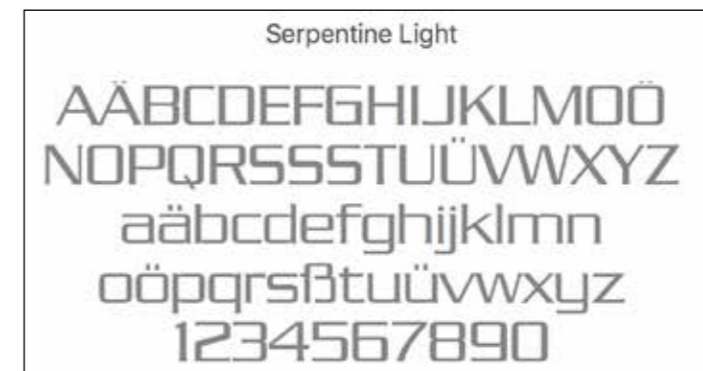 Serpentine Light
AÄBCDEFGHIJKLMOÖ
NOPQRSSSTUÜVWXYZ
aäbcdefghijklmn
oöpqrsßtuüvwxyz
1234567890